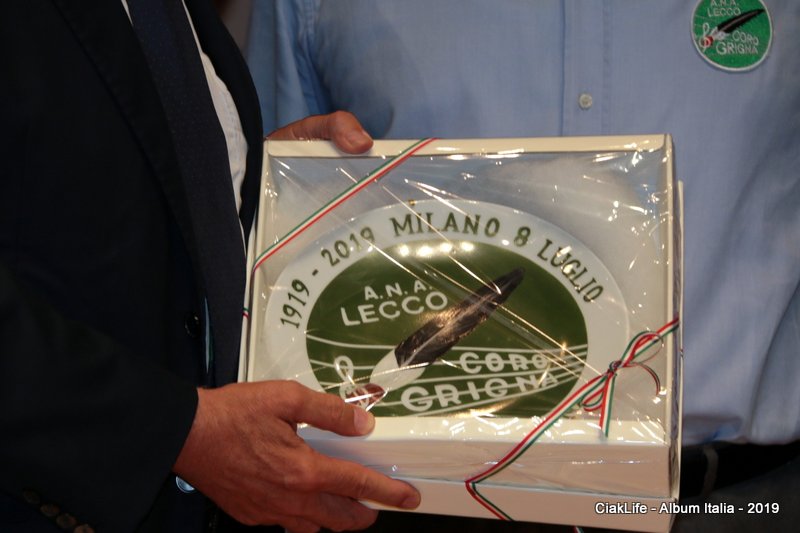 A.N.A.
LECCO
CORO
GRIGNA
1919 - 2019 MILANO 8 LUGLIO
A.N.A.
LECCO
CORO
GRIGNA
CiakLife - Album Italia - 2019